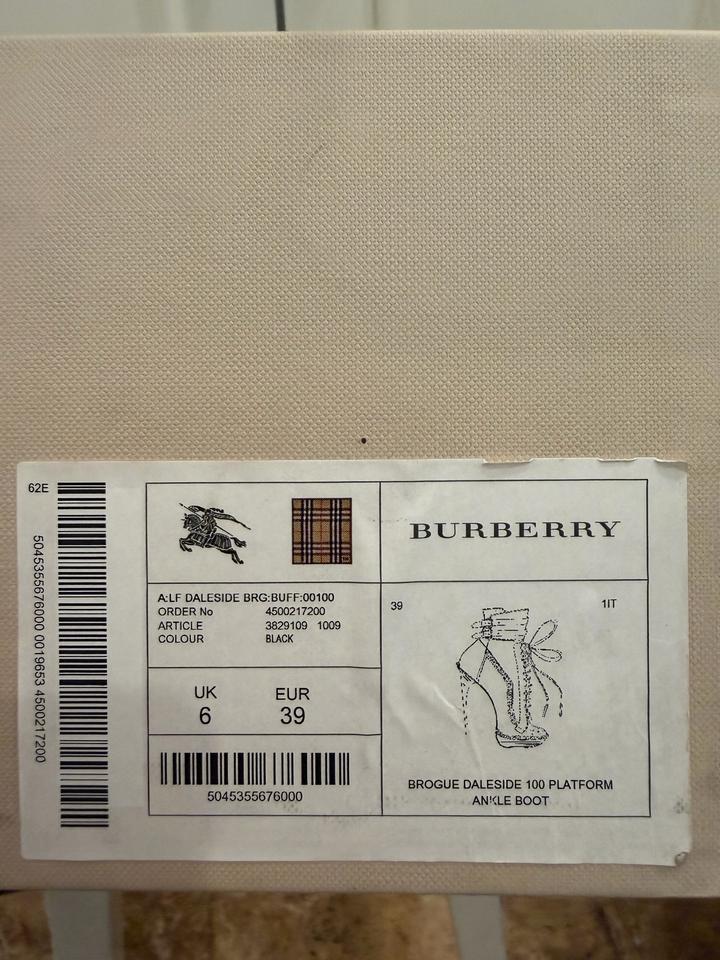 62E
5045355676000 0019653 4500217200
BURBERRY
A:LF DALESIDE BRG:BUFF:00100
ORDER No 4500217200
ARTICLE 3829109 1009
COLOUR BLACK
UK EUR
6 39
5045355676000
39 1IT
BROGUE DALESIDE 100 PLATFORM
ANKLE BOOT